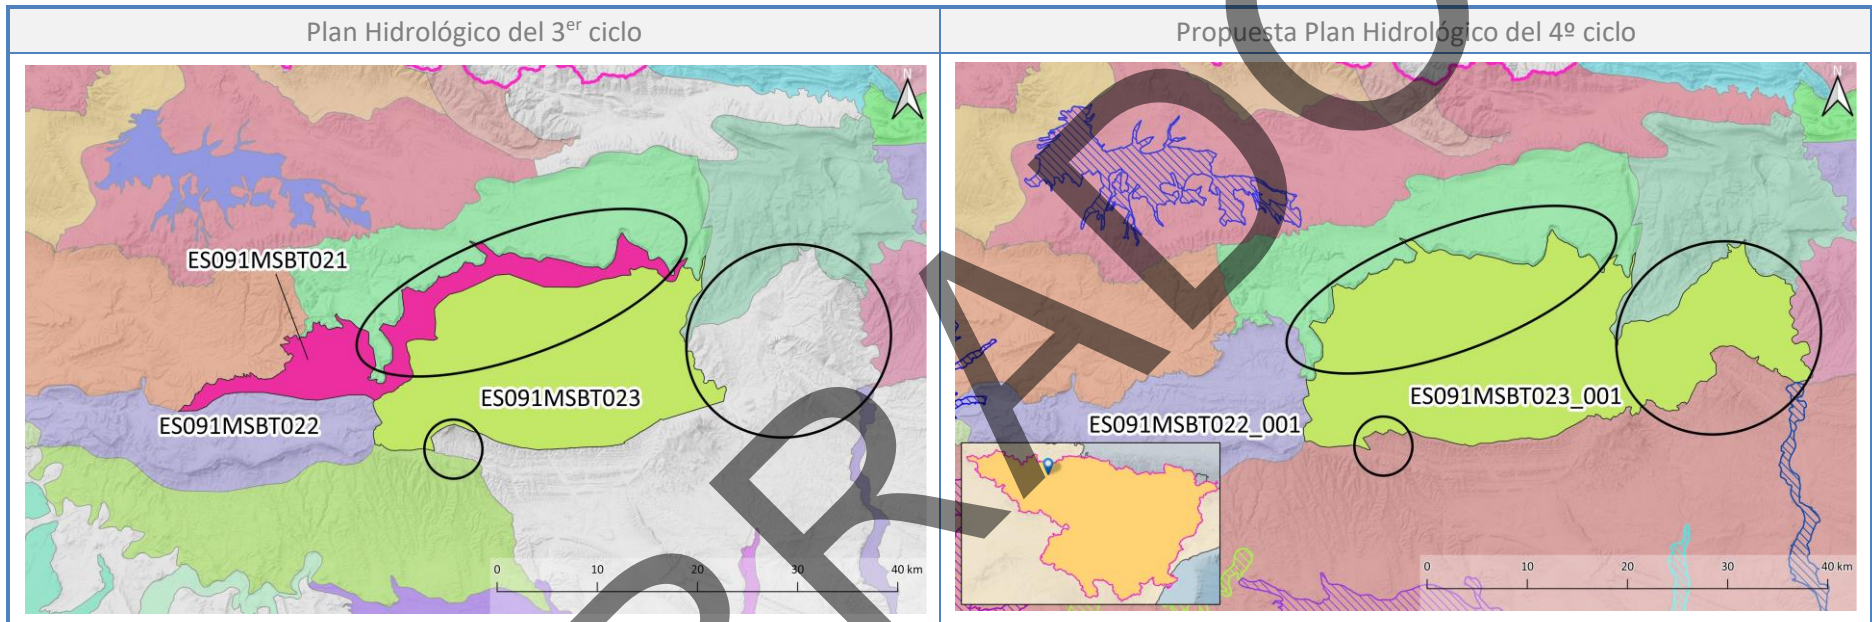 Plan Hidrológico del 3er ciclo
Propuesta Plan Hidrológico del 4º ciclo
N
ES091MSBT021
ES091MSBT022
ES091MSBT023
0 10 20 30 40 km
N
ES091MSBT022_001
ES091MSBT023_001
0 10 20 30 40 km
RADO